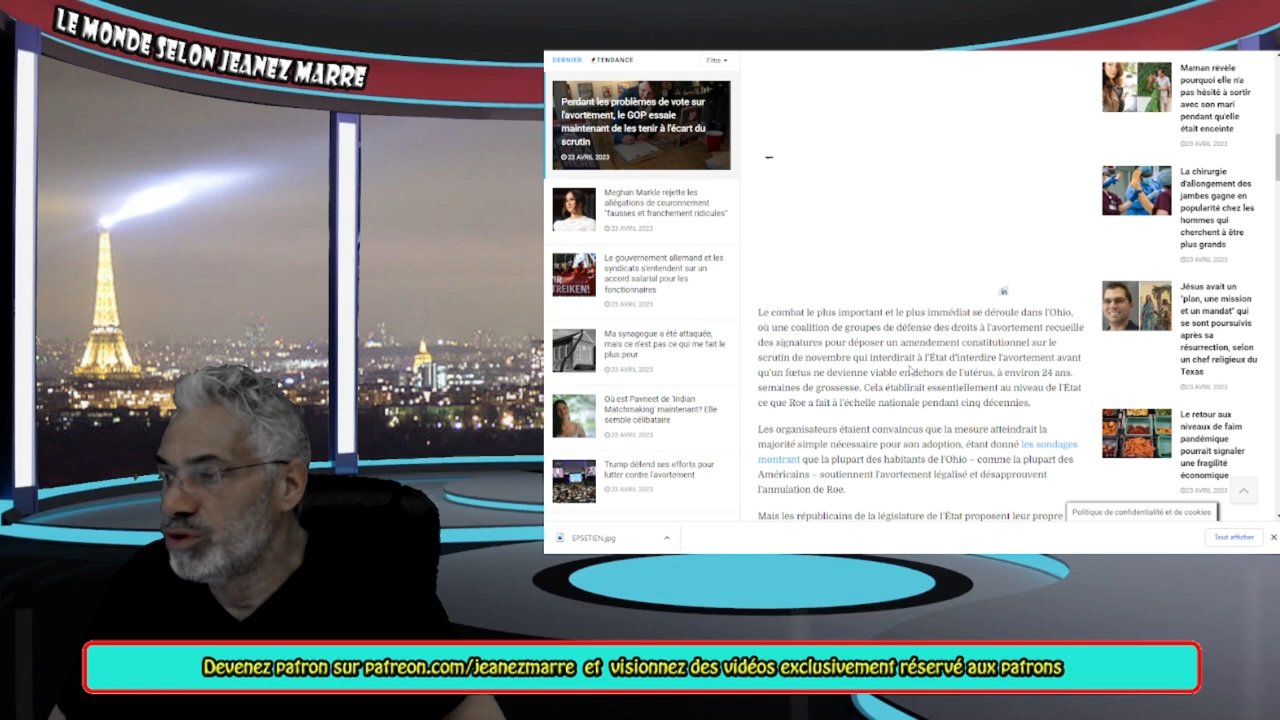 LE MONDE SELON JEANEZ MARRE
DERNIER
TENDANCE
Filtre
Perdant les problèmes de vote sur
l'avortement, le GOP essaie
maintenant de les tenir à l'écart du
scrutin
23 AVRIL 2023
Meghan Markle rejette les
allégations de couronnement
"fausses et franchement ridicules"
23 AVRIL 2023
Le gouvernement allemand et les
syndicats s'entendent sur un
accord salarial pour les
fonctionnaires
23 AVRIL 2023
Ma synagogue a été attaquée,
mais ce n'est pas ce qui me fait le
plus peur
23 AVRIL 2023
Où est Pavneet de 'Indian
Matchmaking' maintenant? Elle
semble célibataire
23 AVRIL 2023
Trump défend ses efforts pour
lutter contre l'avortement
23 AVRIL 2023
in
Le combat le plus important et le plus immédiat se déroule dans l'Ohio,
où une coalition de groupes de défense des droits à l'avortement recueille
des signatures pour déposer un amendement constitutionnel sur le
scrutin de novembre qui interdirait à l'État d'interdire l'avortement avant
qu'un fœtus ne devienne viable en dehors de l'utérus, à environ 24 ans.
semaines de grossesse. Cela établirait essentiellement au niveau de l'État
ce que Roe a fait à l'échelle nationale pendant cinq décennies.
Les organisateurs étaient convaincus que la mesure atteindrait la
majorité simple nécessaire pour son adoption, étant donné les sondages
montrant que la plupart des habitants de l'Ohio – comme la plupart des
Américains – soutiennent l'avortement légalisé et désapprouvent
l'annulation de Roe.
Mais les républicains de la législature de l'État proposent leur propre
Maman révèle
pourquoi elle n'a
pas hésité à sortir
avec son mari
pendant qu'elle
était enceinte
23 AVRIL 2023
La chirurgie
d'allongement des
jambes gagne en
popularité chez les
hommes qui
cherchent à être
plus grands
23 AVRIL 2023
Jésus avait un
"plan, une mission
et un mandat" qui
se sont poursuivis
après sa
résurrection, selon
un chef religieux du
Texas
23 AVRIL 2023
Le retour aux
niveaux de faim
pandémique
pourrait signaler
une fragilité
économique
23 AVRIL 2023
Politique de confidentialité et de cookies
EPSETIEN.jpg
Tout afficher
Devenez patron sur patreon.com/jeanezmarre et visionnez des vidéos exclusivement réservé aux patrons